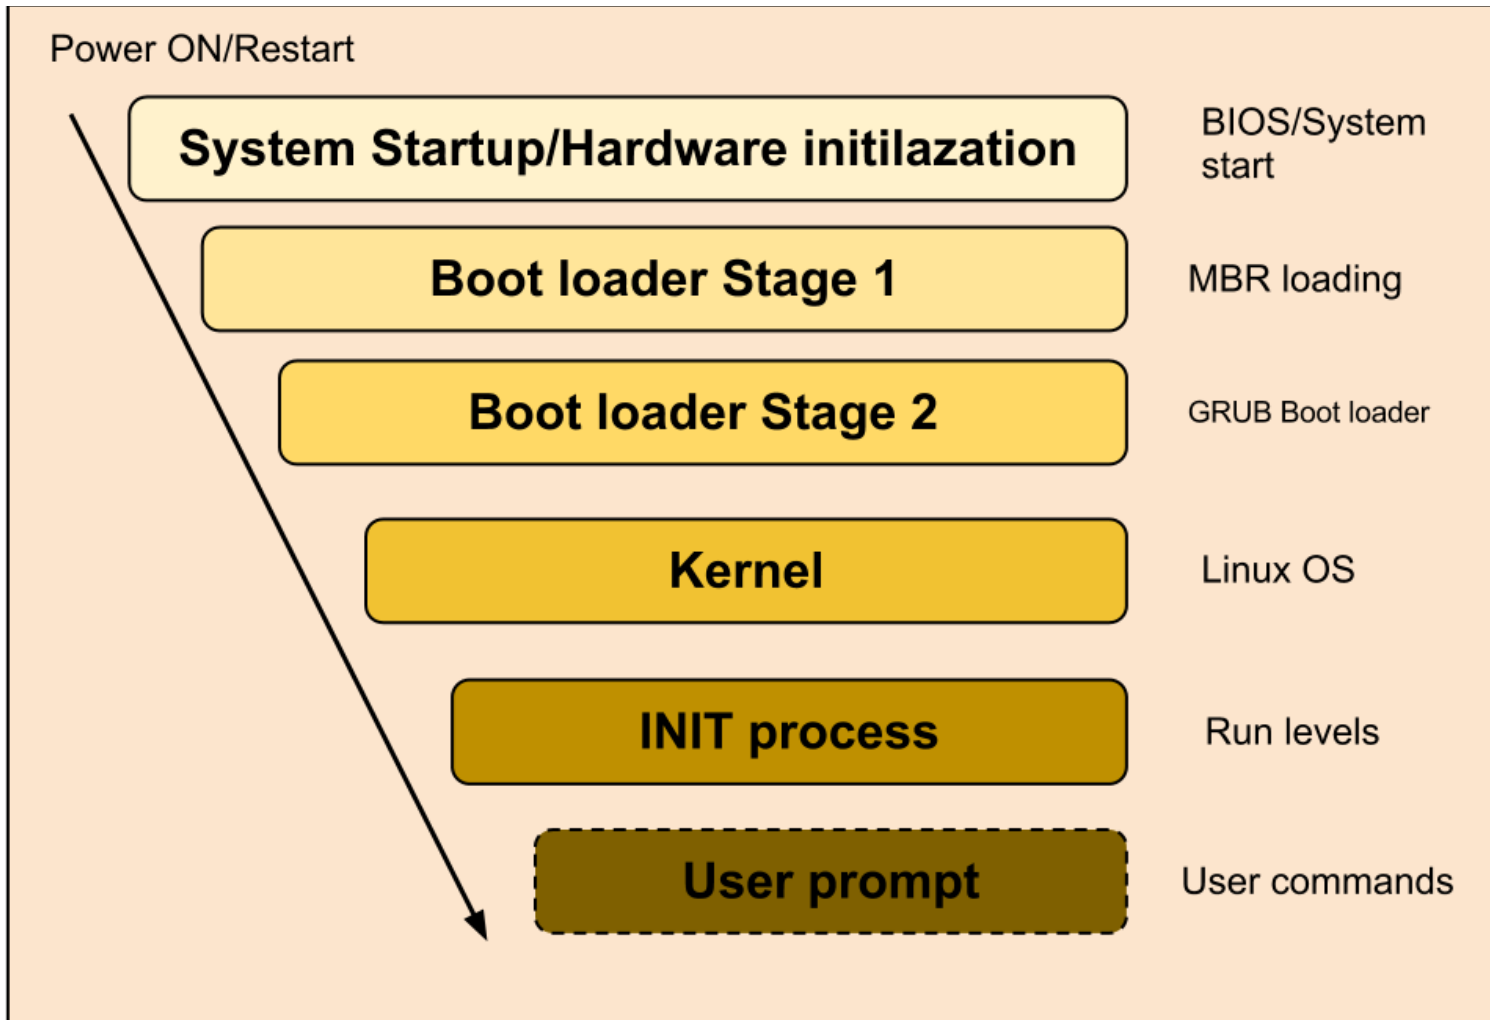 Power ON/Restart
System Startup/Hardware initilazation
BIOS/System
start
Boot loader Stage 1
MBR loading
Boot loader Stage 2
GRUB Boot loader
Kernel
Linux OS
INIT process
Run levels
User prompt
User commands